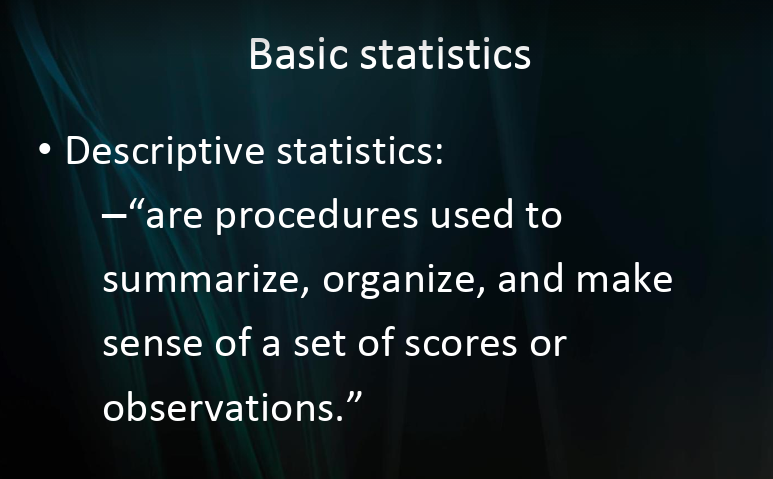 Basic statistics
• Descriptive statistics:
–“are procedures used to
summarize, organize, and make
sense of a set of scores or
observations.”